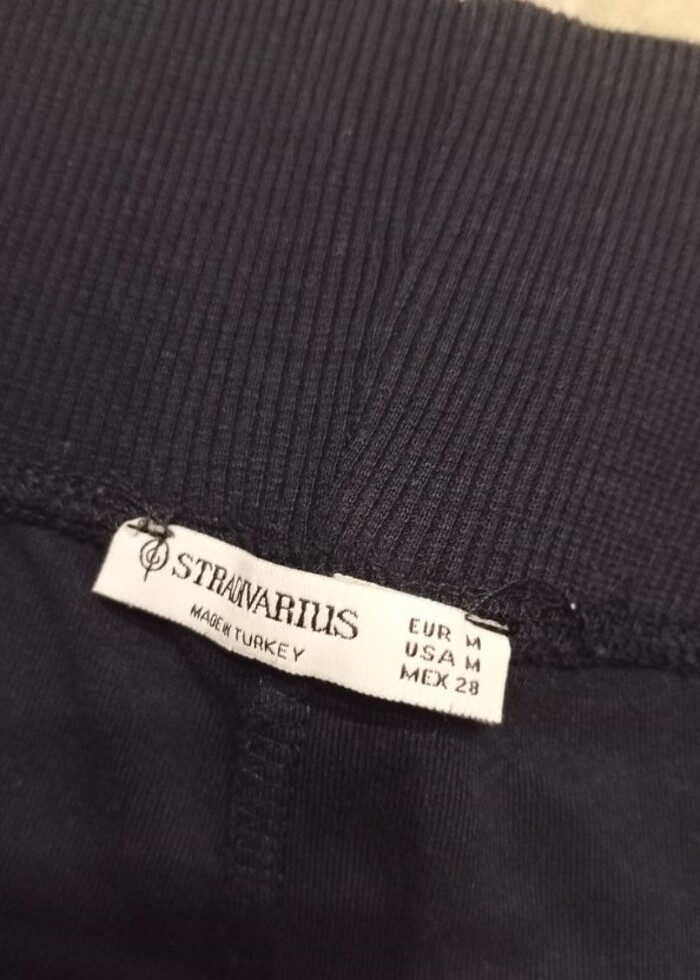 STRADIVARIUS
MADE IN TURKEY
EUR M
USA M
MEX 28